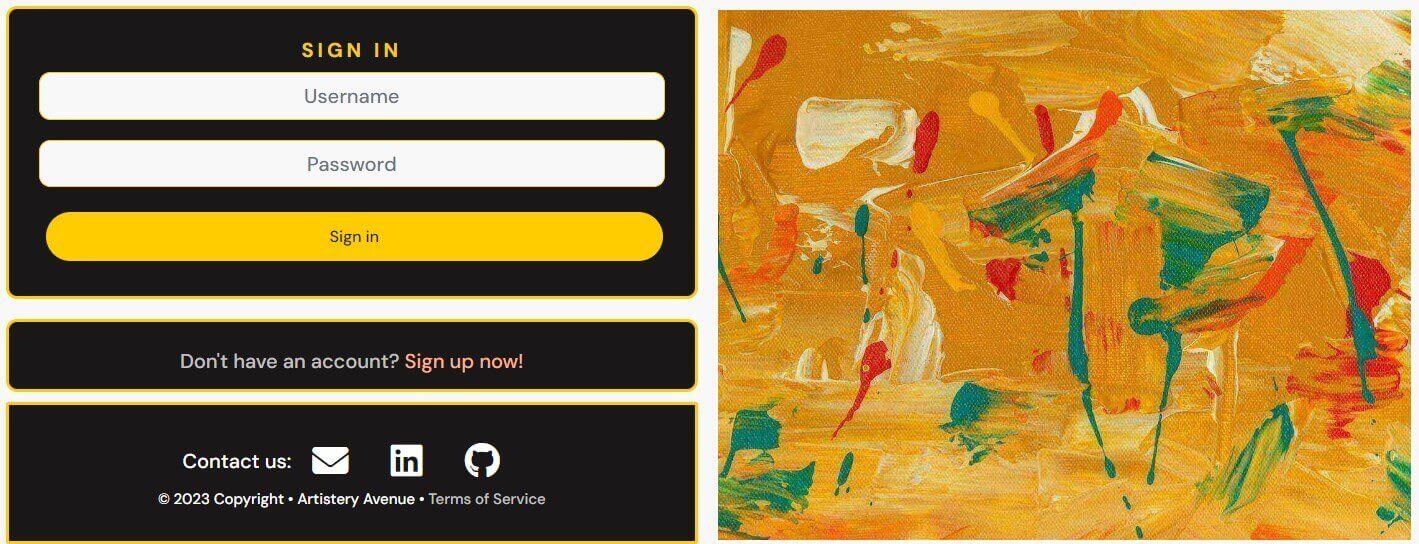 SIGN IN
Username
Password
Sign in
Don't have an account? Sign up now!
Contact us:
© 2023 Copyright • Artistery Avenue • Terms of Service